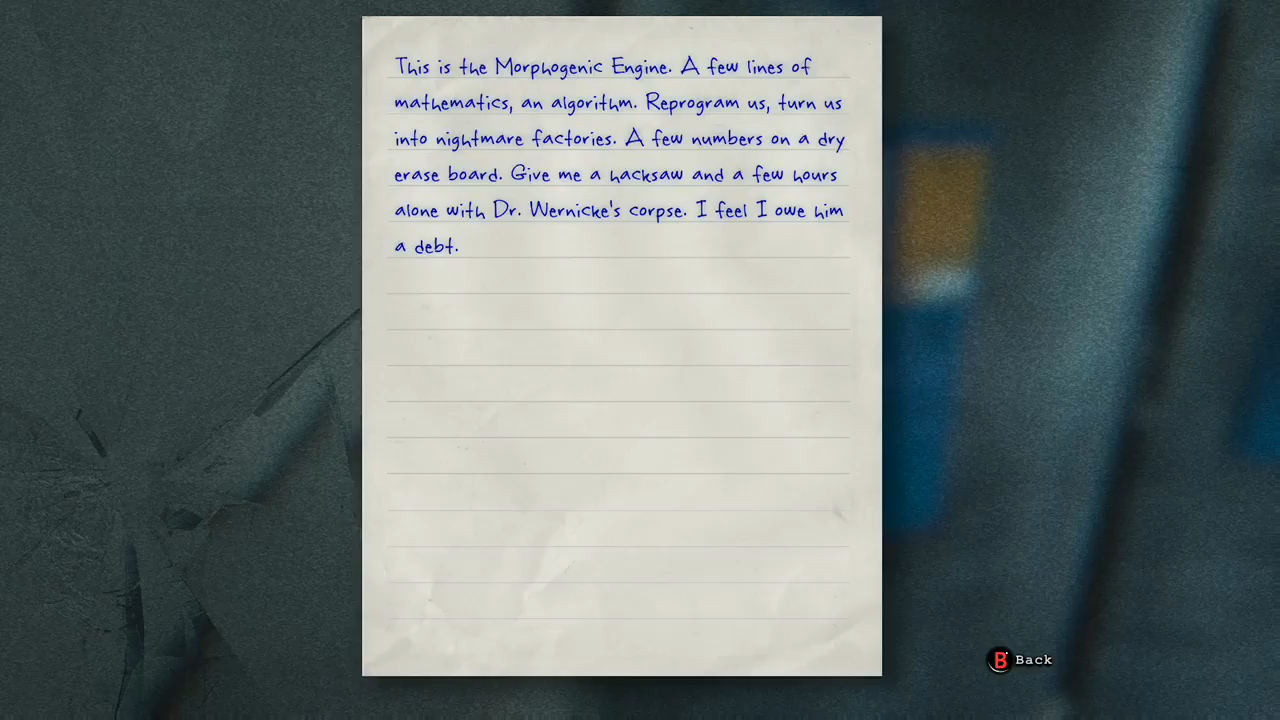 This is the Morphogenic Engine. A few lines of
mathematics, an algorithm. Reprogram us, turn us
into nightmare factories. A few numbers on a dry
erase board. Give me a hacksaw and a few hours
alone with Dr. Wernicke's corpse. I feel I owe him
a debt.
B Back